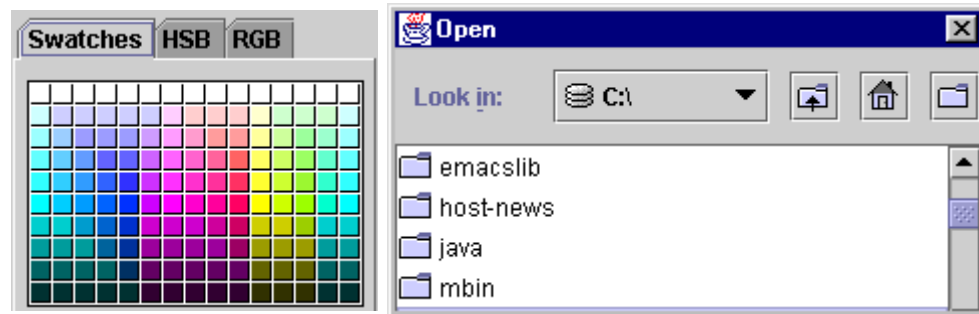 Swatches HSB RGB
Open
Look in: C:\
emacslib
host-news
java
mbin